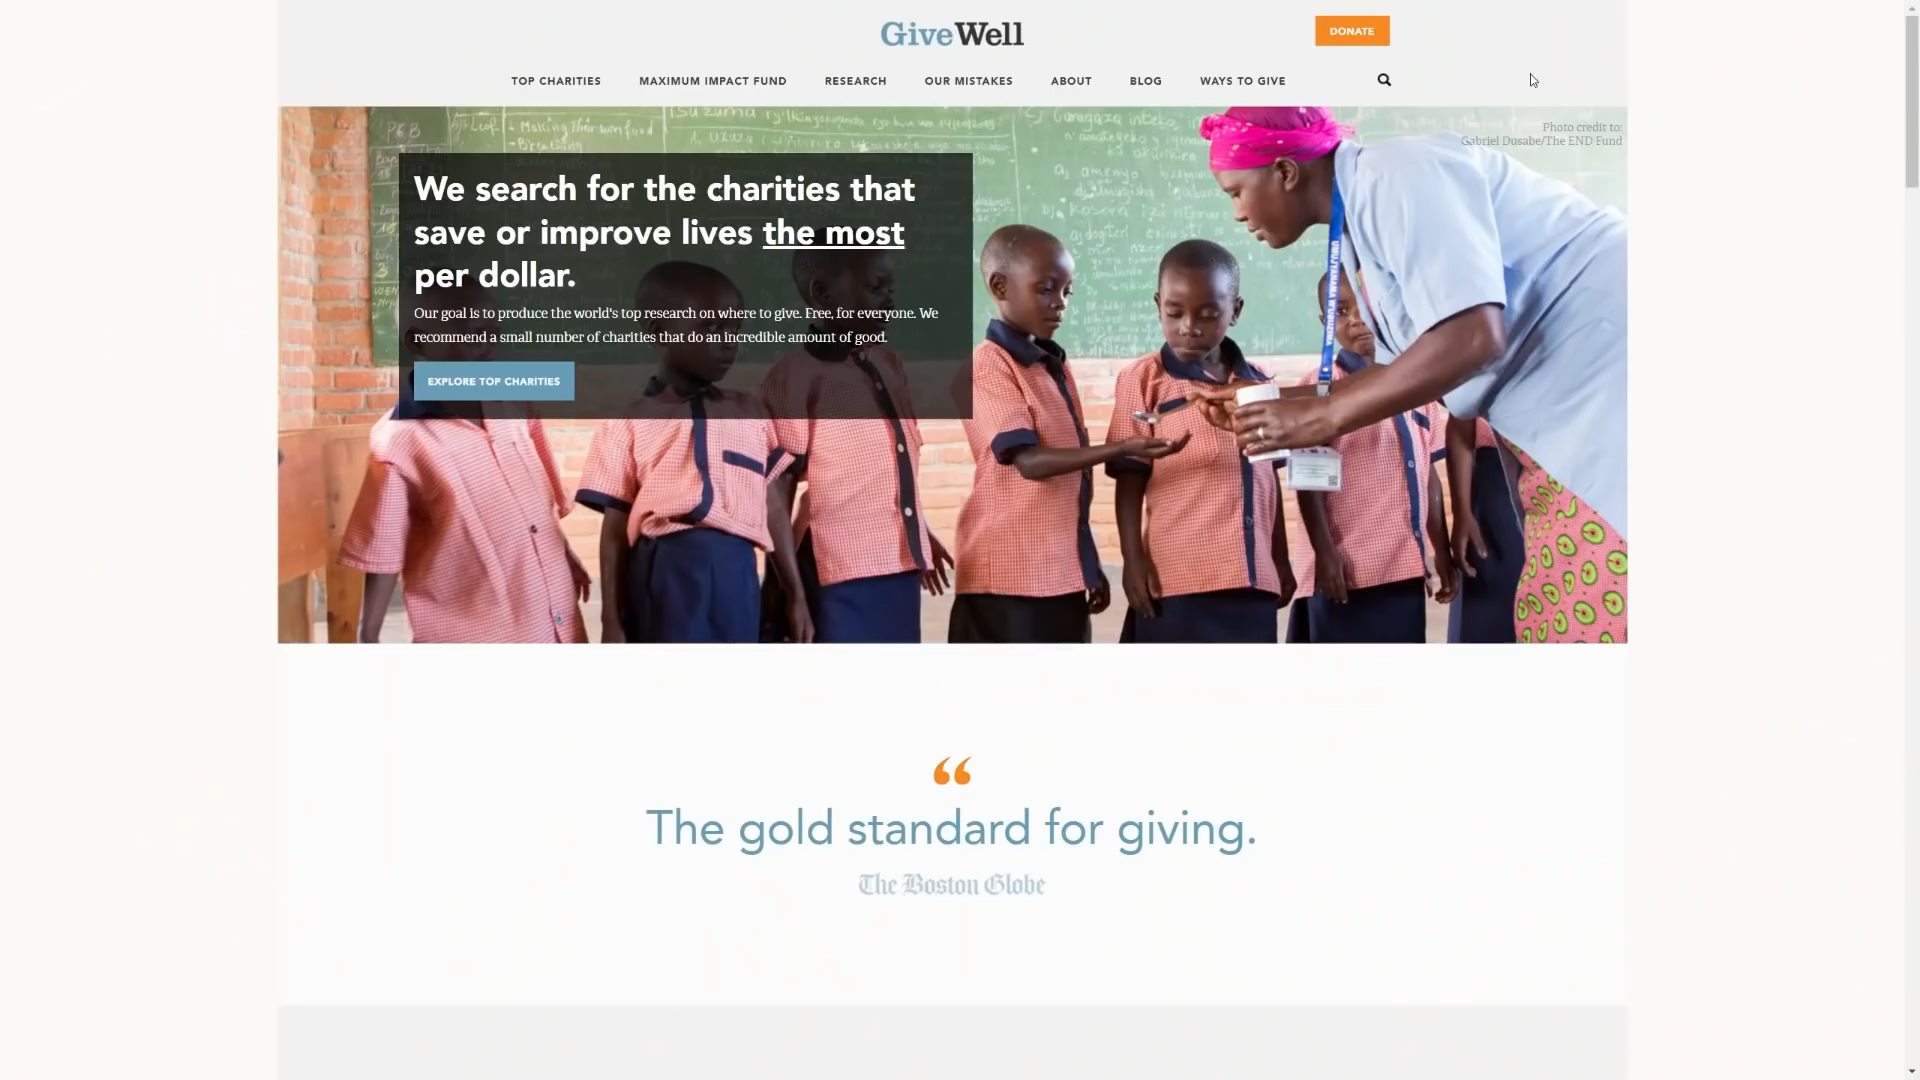 GiveWell
DONATE
TOP CHARITIES MAXIMUM IMPACT FUND RESEARCH OUR MISTAKES ABOUT BLOG WAYS TO GIVE
Photo credit to:
Gabriel Dusabe/The END Fund
We search for the charities that
save or improve lives the most
per dollar.
Our goal is to produce the world's top research on where to give. Free, for everyone. We
recommend a small number of charities that do an incredible amount of good.
EXPLORE TOP CHARITIES
“
The gold standard for giving.
The Boston Globe